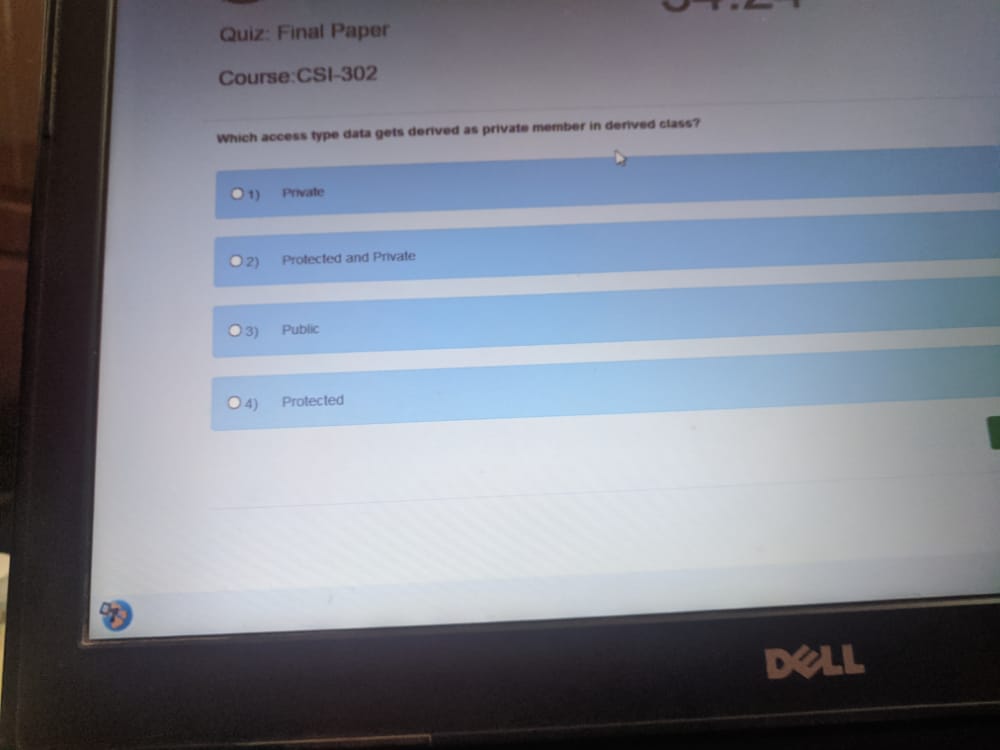 Quiz: Final Paper
Course:CSI-302
Which access type data gets derived as private member in derived class?
1) Private
2) Protected and Private
3) Public
4) Protected
DELL